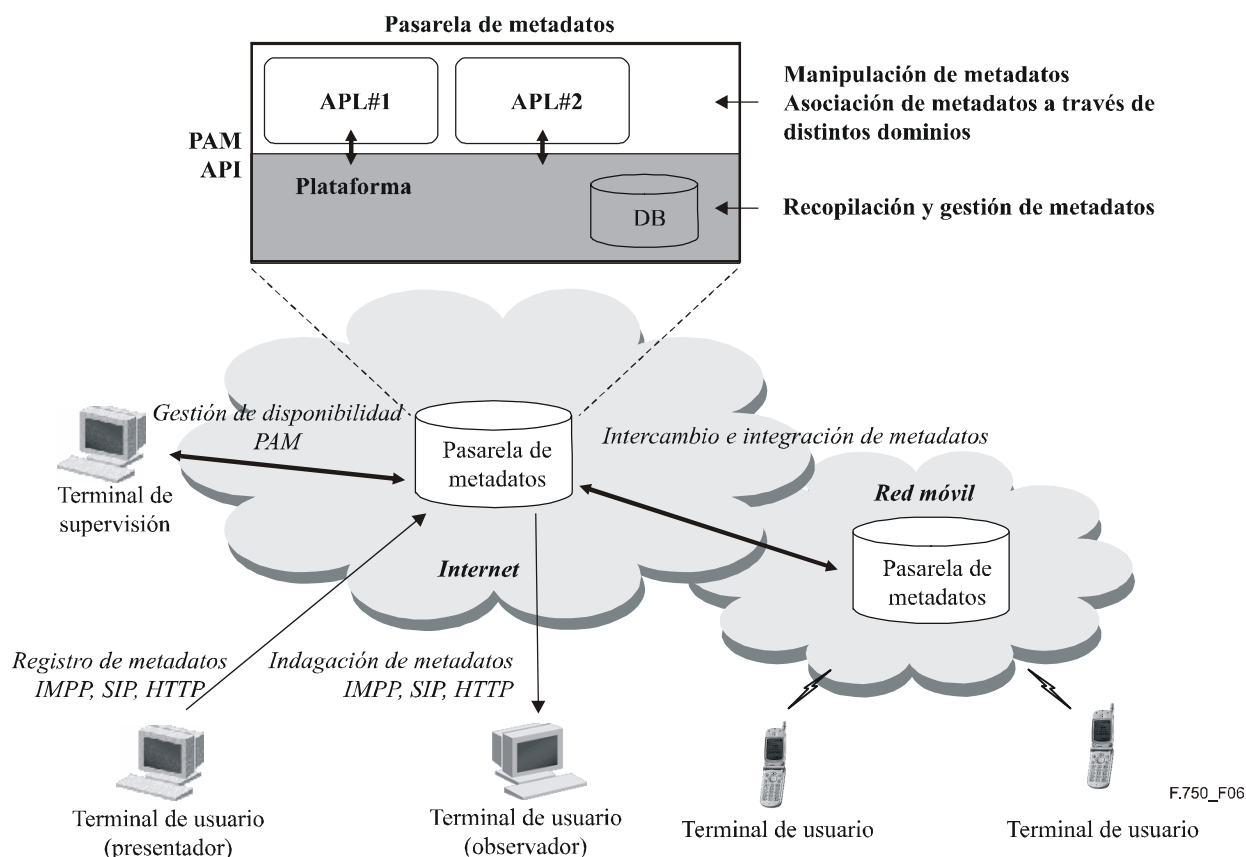 Pasarela de metadatos
APL#1
APL#2
Manipulación de metadatos
Asociación de metadatos a través de
distintos dominios
PAM
API
Plataforma
DB
Recopilación y gestión de metadatos
Gestión de disponibilidad
PAM
Pasarela de
metadatos
Intercambio e integración de metadatos
Terminal de
supervisión
Red móvil
Pasarela de
metadatos
Internet
Registro de metadatos
IMPP, SIP, HTTP
Indagación de metadatos
IMPP, SIP, HTTP
Terminal de usuario
(presentador)
Terminal de usuario
(observador)
Terminal de usuario
Terminal de usuario
F.750_F06